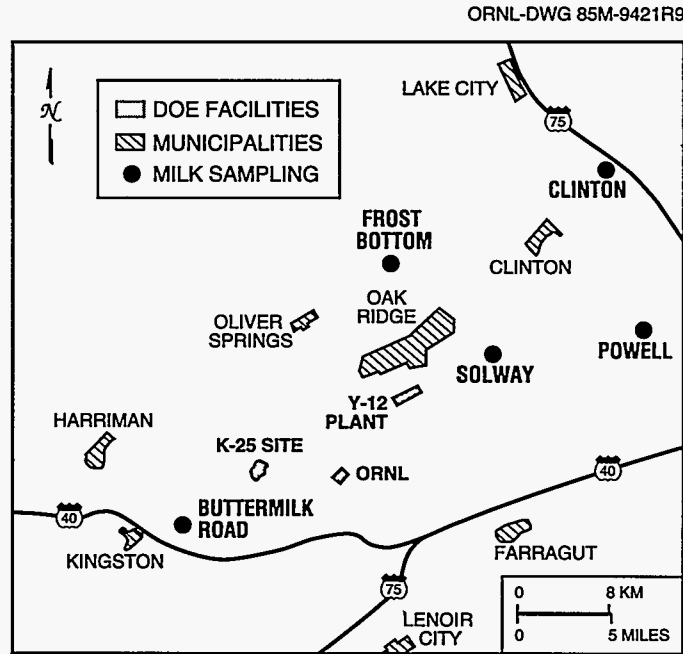 ORNL-DWG 85M-9421R9
N
DOE FACILITIES
MUNICIPALITIES
MILK SAMPLING
LAKE CITY
75
CLINTON
FROST
BOTTOM
CLINTON
OAK
RIDGE
OLIVER
SPRINGS
POWELL
SOLWAY
Y-12
PLANT
HARRIMAN
K-25 SITE
ORNL
40
40
BUTTERMILK
ROAD
KINGSTON
FARRAGUT
75
0 8 KM
0 5 MILES
LENOIR
CITY